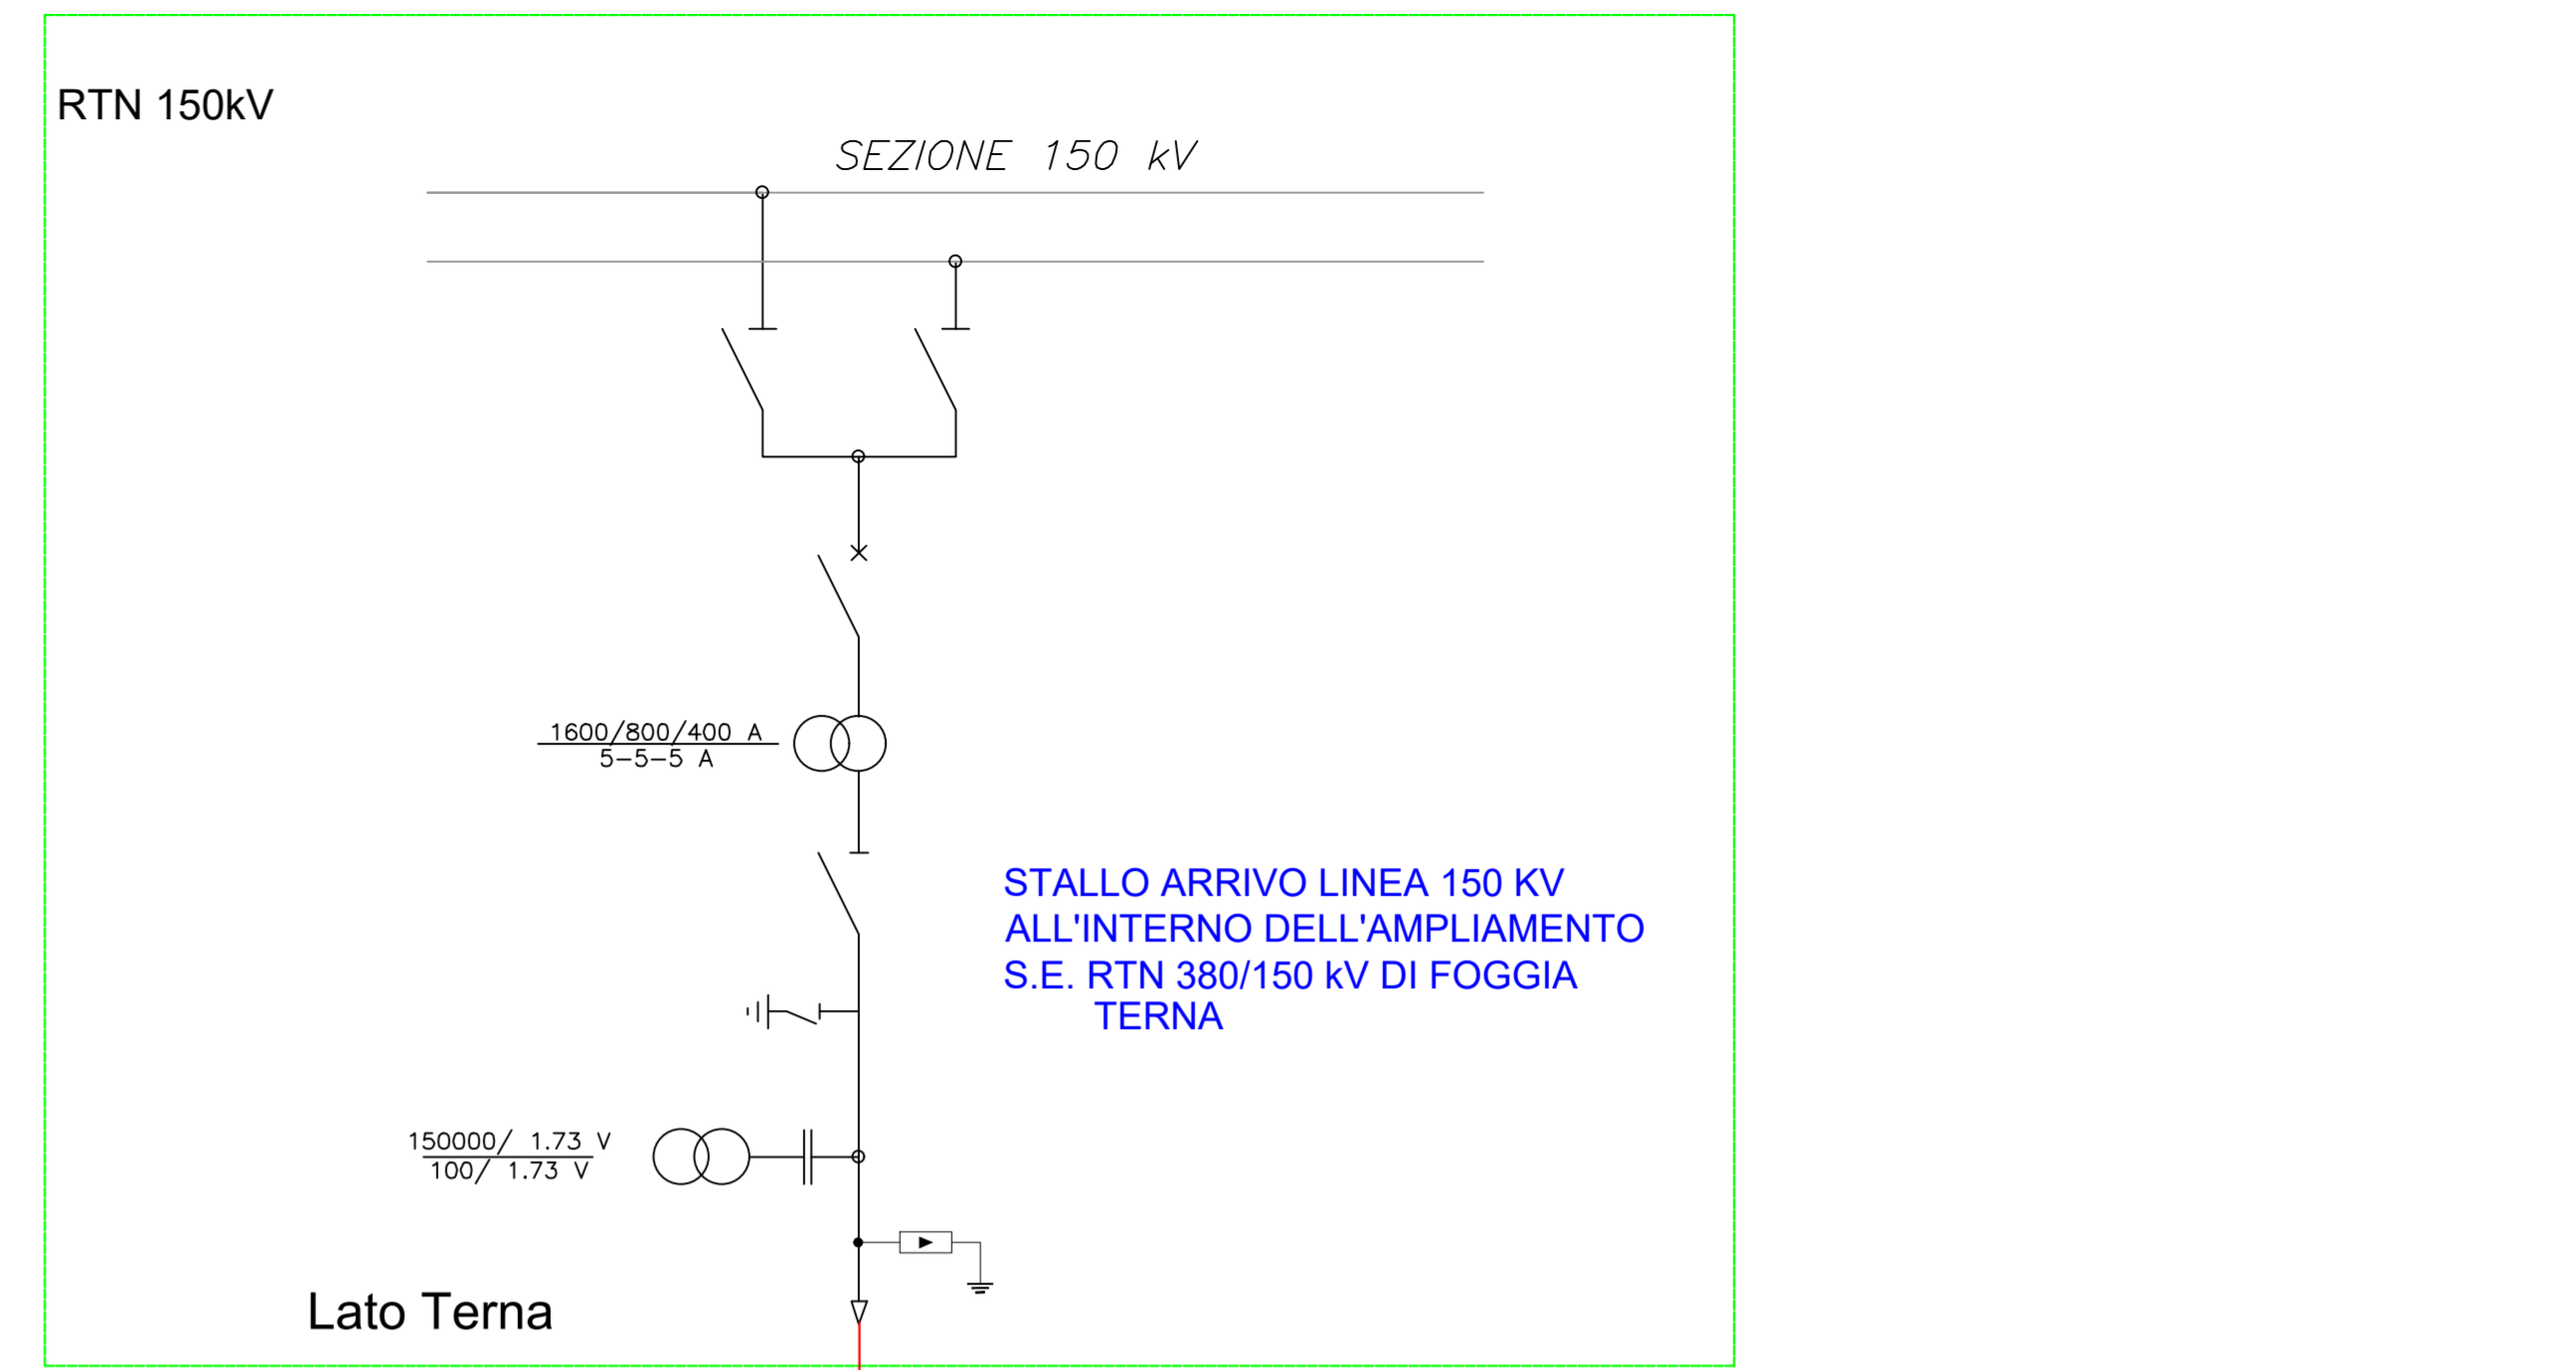 RTN 150kV
SEZIONE 150 kV
1600/800/400 A
5-5-5 A
STALLO ARRIVO LINEA 150 KV
ALL'INTERNO DELL'AMPLIAMENTO
S.E. RTN 380/150 kV DI FOGGIA
TERNA
150000/ 1.73 V
100/ 1.73 V
Lato Terna